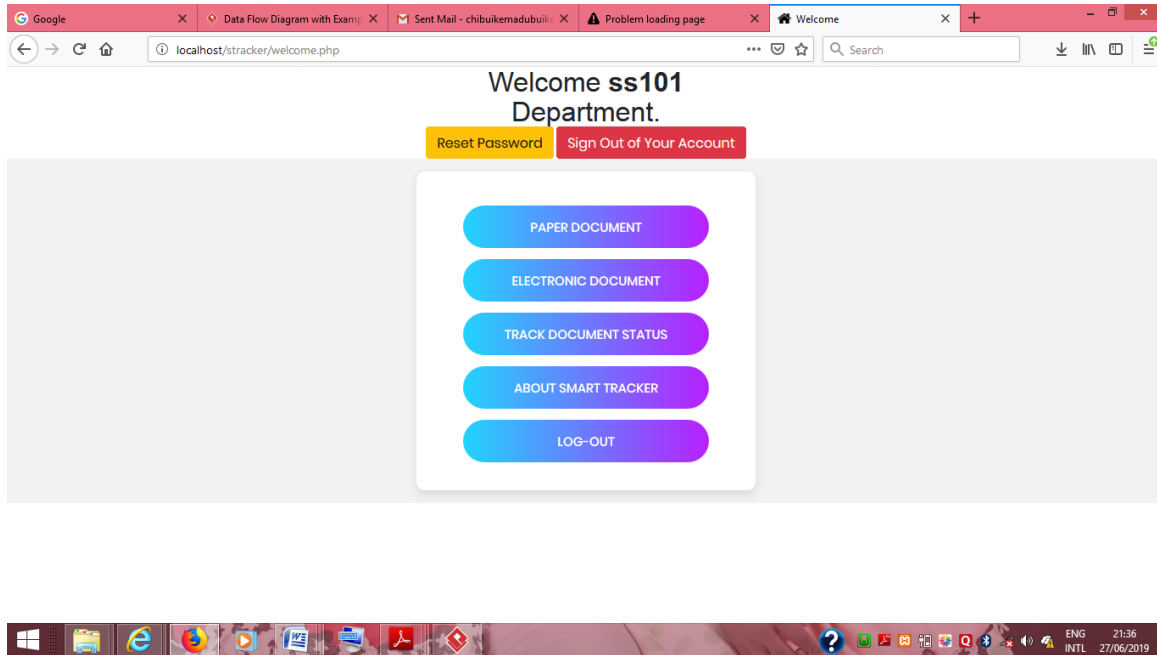 Google
Data Flow Diagram with Examp
Sent Mail - chibuikemadubuike
Problem loading page
Welcome
localhost/stracker/welcome.php
Search
Welcome ss101
Department.
Reset Password
Sign Out of Your Account
PAPER DOCUMENT
ELECTRONIC DOCUMENT
TRACK DOCUMENT STATUS
ABOUT SMART TRACKER
LOG-OUT
ENG 21:36
INTL 27/06/2019